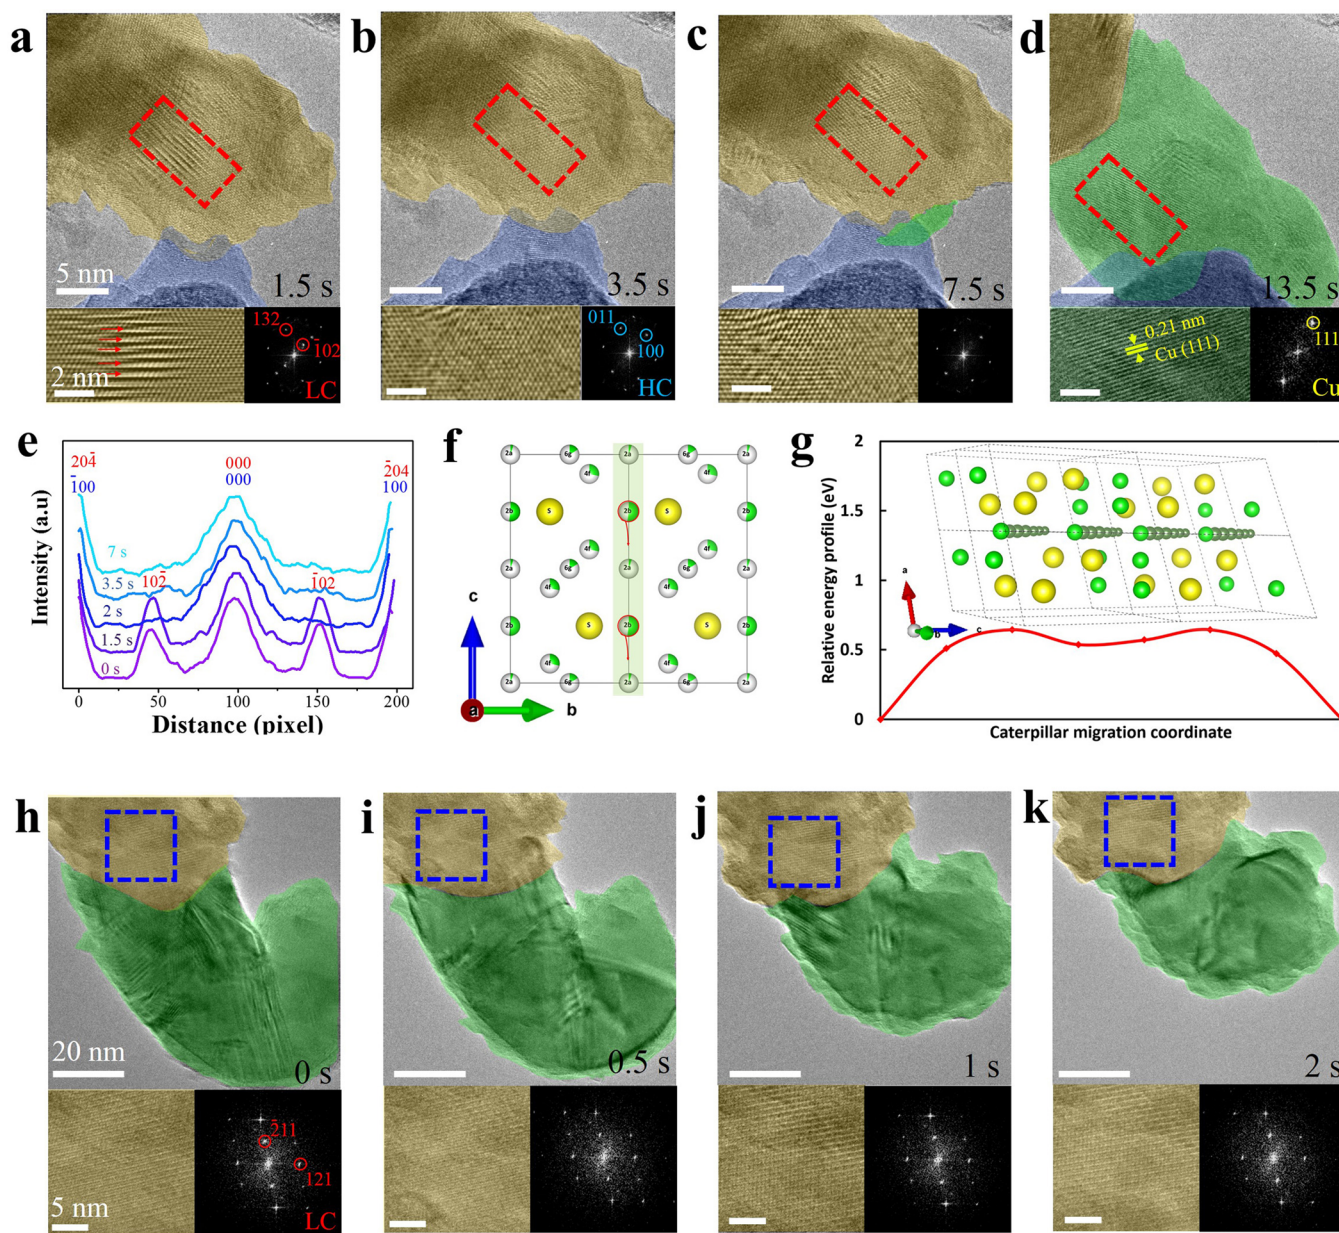 a
b
c
d
5 nm
1.5 s
3.5 s
7.5 s
13.5 s
132
1̄02
LC
2 nm
011
100
HC
0.21 nm
Cu (111)
111
Cu
e
Intensity (a.u)
204̄ 000 2̄04
1̄00 000 100
7 s
3.5 s
2 s
1.5 s
0 s
102̄ 1̄02
0 50 100 150 200
Distance (pixel)
f
2a 6g 2a 6g 2a
4f 4f
2b S 2b S 2b
4f 4f
2a 6g 2a 6g 2a
4f 4f
2b S 2b S 2b
4f 4f
2a 6g 2a 6g 2a
c
a b
g
Relative energy profile (eV)
2
1.5
1
0.5
0
a
b c
Caterpillar migration coordinate
h
i
j
k
20 nm
0 s
0.5 s
1 s
2 s
2̄11
121
5 nm
LC